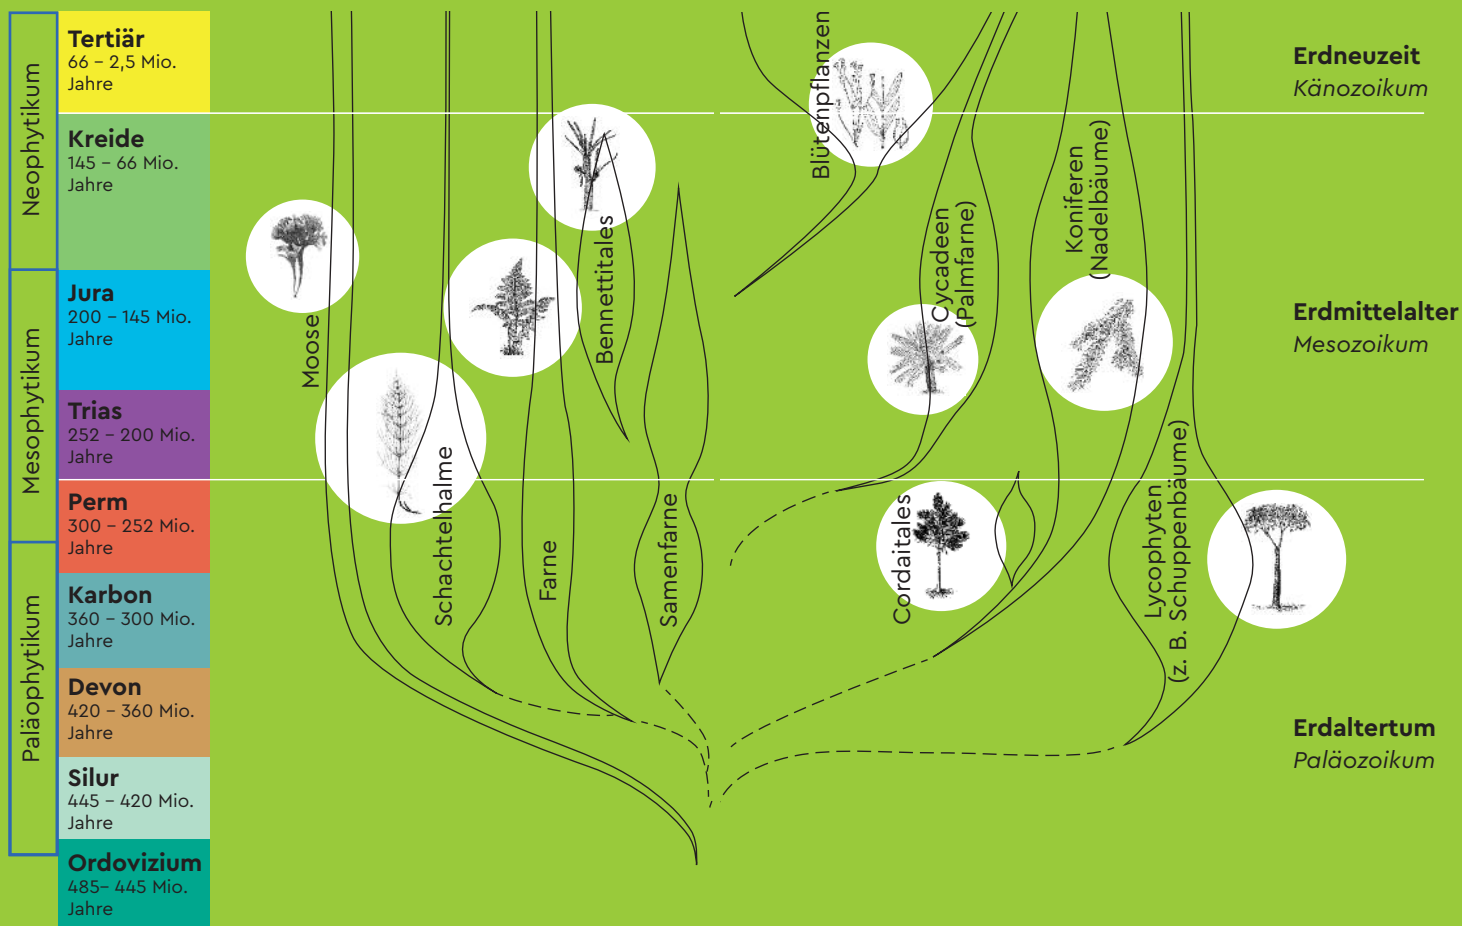 Neophytikum
Mesophytikum
Paläophytikum
Tertiär
66 – 2,5 Mio.
Jahre
Kreide
145 – 66 Mio.
Jahre
Jura
200 – 145 Mio.
Jahre
Trias
252 – 200 Mio.
Jahre
Perm
300 – 252 Mio.
Jahre
Karbon
360 – 300 Mio.
Jahre
Devon
420 – 360 Mio.
Jahre
Silur
445 – 420 Mio.
Jahre
Ordovizium
485– 445 Mio.
Jahre
Moose
Schachtelhalme
Farne
Bennettitales
Samenfarne
Blütenpflanzen
Cordaitales
Cycadeen
(Palmfarne)
Koniferen
(Nadelbäume)
Lycophyten
(z. B. Schuppenbäume)
Erdneuzeit
Känozoikum
Erdmittelalter
Mesozoikum
Erdaltertum
Paläozoikum